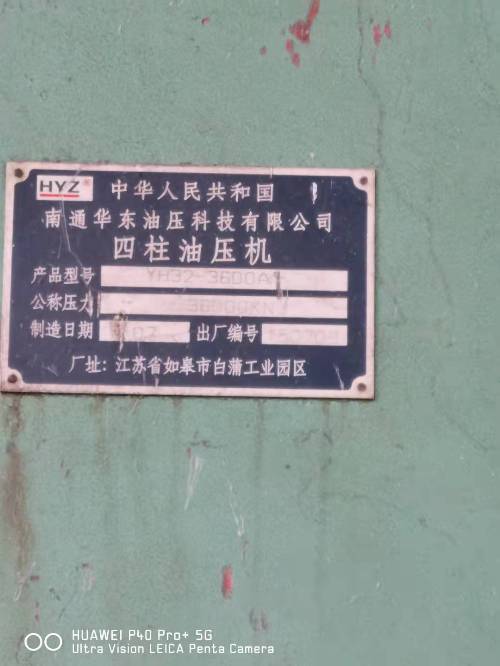 HYZ 中华人民共和国
南通华东油压科技有限公司
四柱油压机
产品型号 YH32-3600A
公称压力 36000KN
制造日期 出厂编号
厂址：江苏省如皋市白蒲工业园区
HUAWEI P40 Pro+ 5G
Ultra Vision LEICA Penta Camera